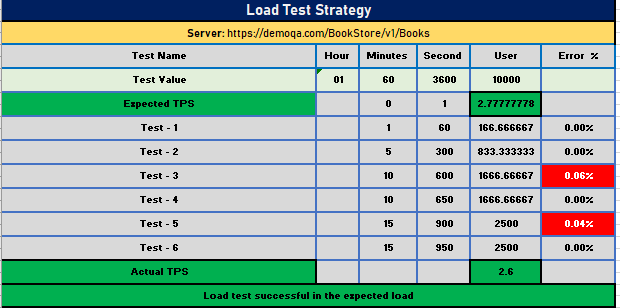 Load Test Strategy
Server: https://demoqa.com/BookStore/v1/Books
Test Name Hour Minutes Second User Error %
Test Value 01 60 3600 10000
Expected TPS 0 1 2.77777778
Test - 1 1 60 166.666667 0.00%
Test - 2 5 300 833.333333 0.00%
Test - 3 10 600 1666.66667 0.06%
Test - 4 10 650 1666.66667 0.00%
Test - 5 15 900 2500 0.04%
Test - 6 15 950 2500 0.00%
Actual TPS 2.6
Load test successful in the expected load